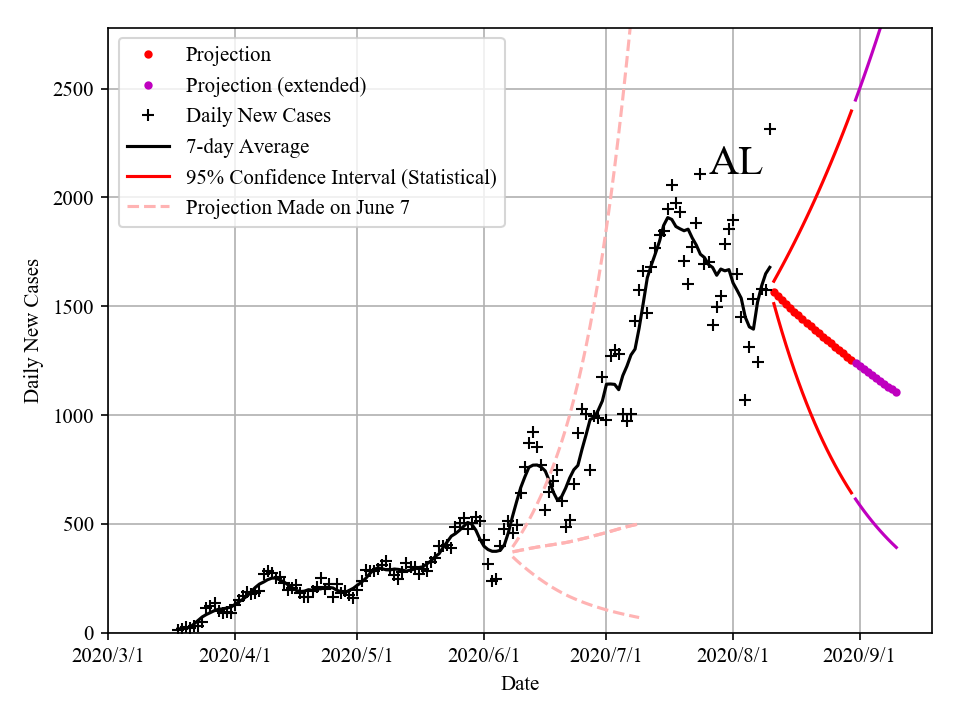 Projection
Projection (extended)
Daily New Cases
7-day Average
95% Confidence Interval (Statistical)
Projection Made on June 7
AL
2500
2000
1500
1000
500
0
Daily New Cases
2020/3/1 2020/4/1 2020/5/1 2020/6/1 2020/7/1 2020/8/1 2020/9/1
Date